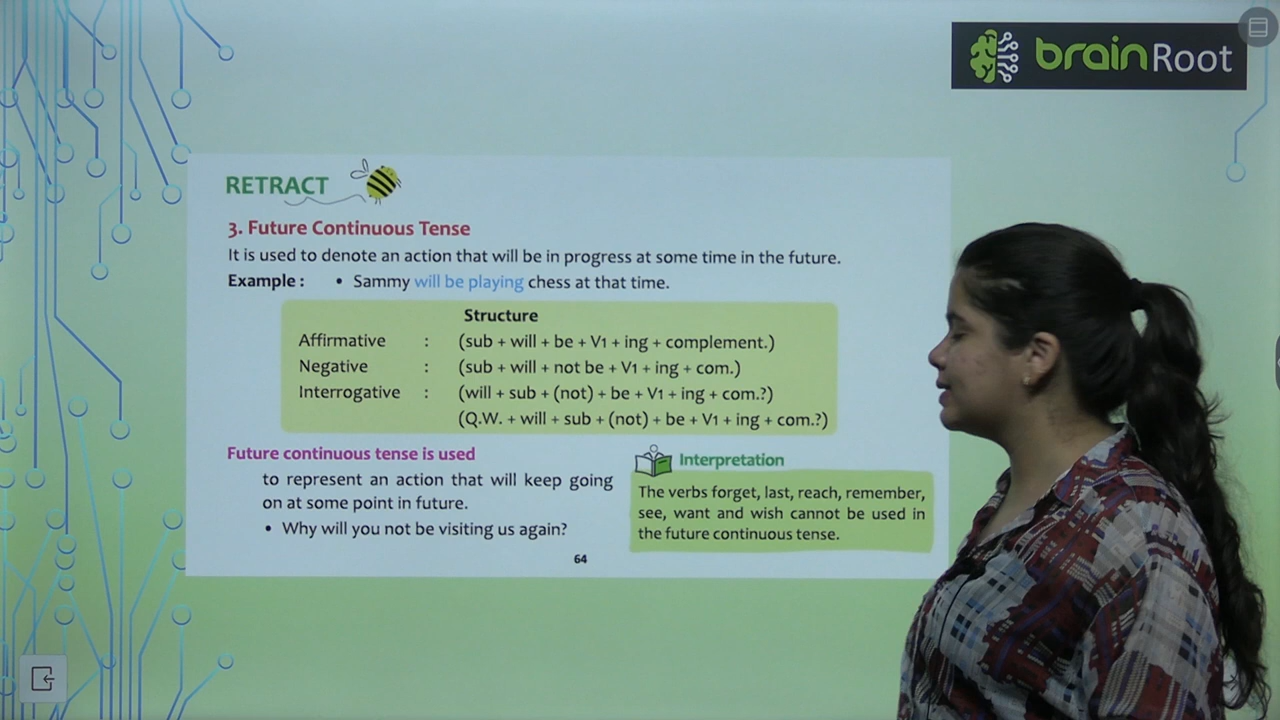 brainRoot
RETRACT
3. Future Continuous Tense
It is used to denote an action that will be in progress at some time in the future.
Example : • Sammy will be playing chess at that time.
Structure
Affirmative : (sub + will + be + V1 + ing + complement.)
Negative : (sub + will + not be + V1 + ing + com.)
Interrogative : (will + sub + (not) + be + V1 + ing + com.?)
(Q.W. + will + sub + (not) + be + V1 + ing + com.?)
Future continuous tense is used
to represent an action that will keep going
on at some point in future.
• Why will you not be visiting us again?
Interpretation
The verbs forget, last, reach, remember,
see, want and wish cannot be used in
the future continuous tense.
64